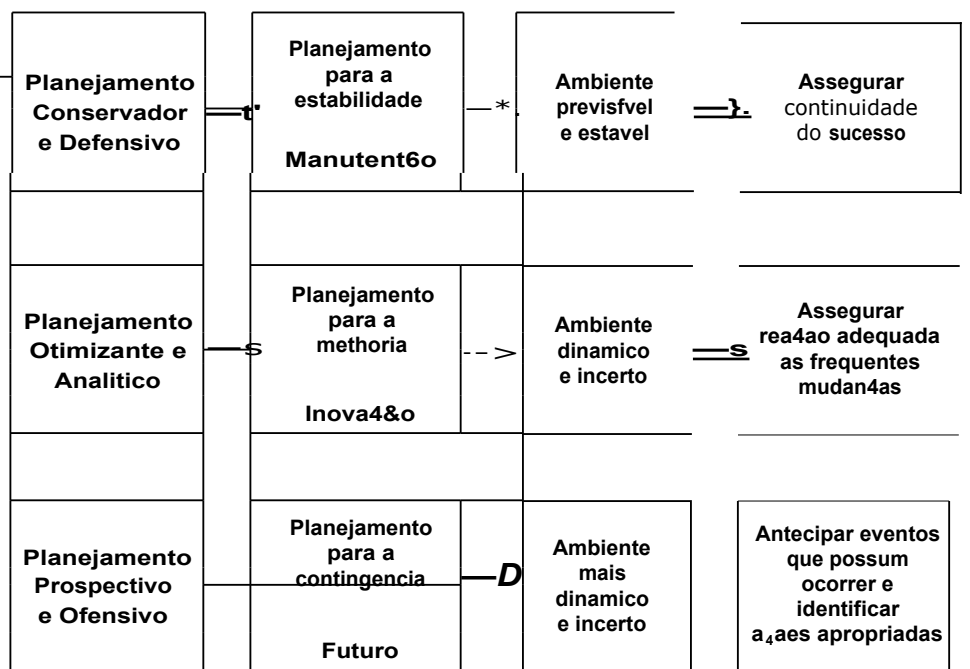 Planejamento
Conservador
e Defensivo
Planejamento
para a
estabilidade
Manutent6o
Ambiente
previsfvel
e estavel
Assegurar
continuidade
do sucesso
Planejamento
Otimizante e
Analitico
Planejamento
para a
methoria
Inova4&o
Ambiente
dinamico
e incerto
Assegurar
rea4ao adequada
as frequentes
mudan4as
Planejamento
Prospectivo
e Ofensivo
Planejamento
para a
contingencia
Futuro
Ambiente
mais
dinamico
e incerto
Antecipar eventos
que possum
ocorrer e
identificar
a₄aes apropriadas